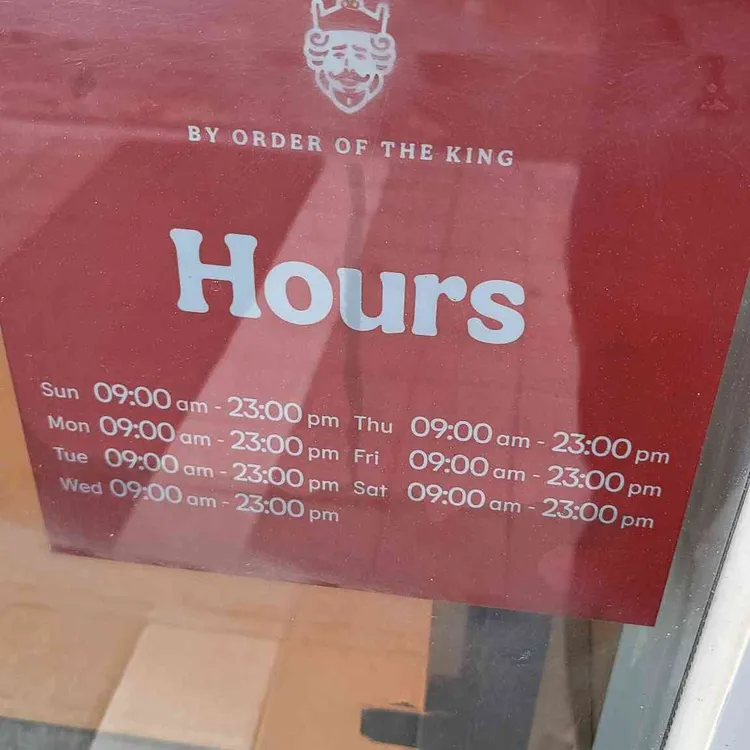 BY ORDER OF THE KING
Hours
Sun 09:00 am - 23:00 pm
Mon 09:00 am - 23:00 pm
Tue 09:00 am - 23:00 pm
Wed 09:00 am - 23:00 pm
Thu 09:00 am - 23:00 pm
Fri 09:00 am - 23:00 pm
Sat 09:00 am - 23:00 pm